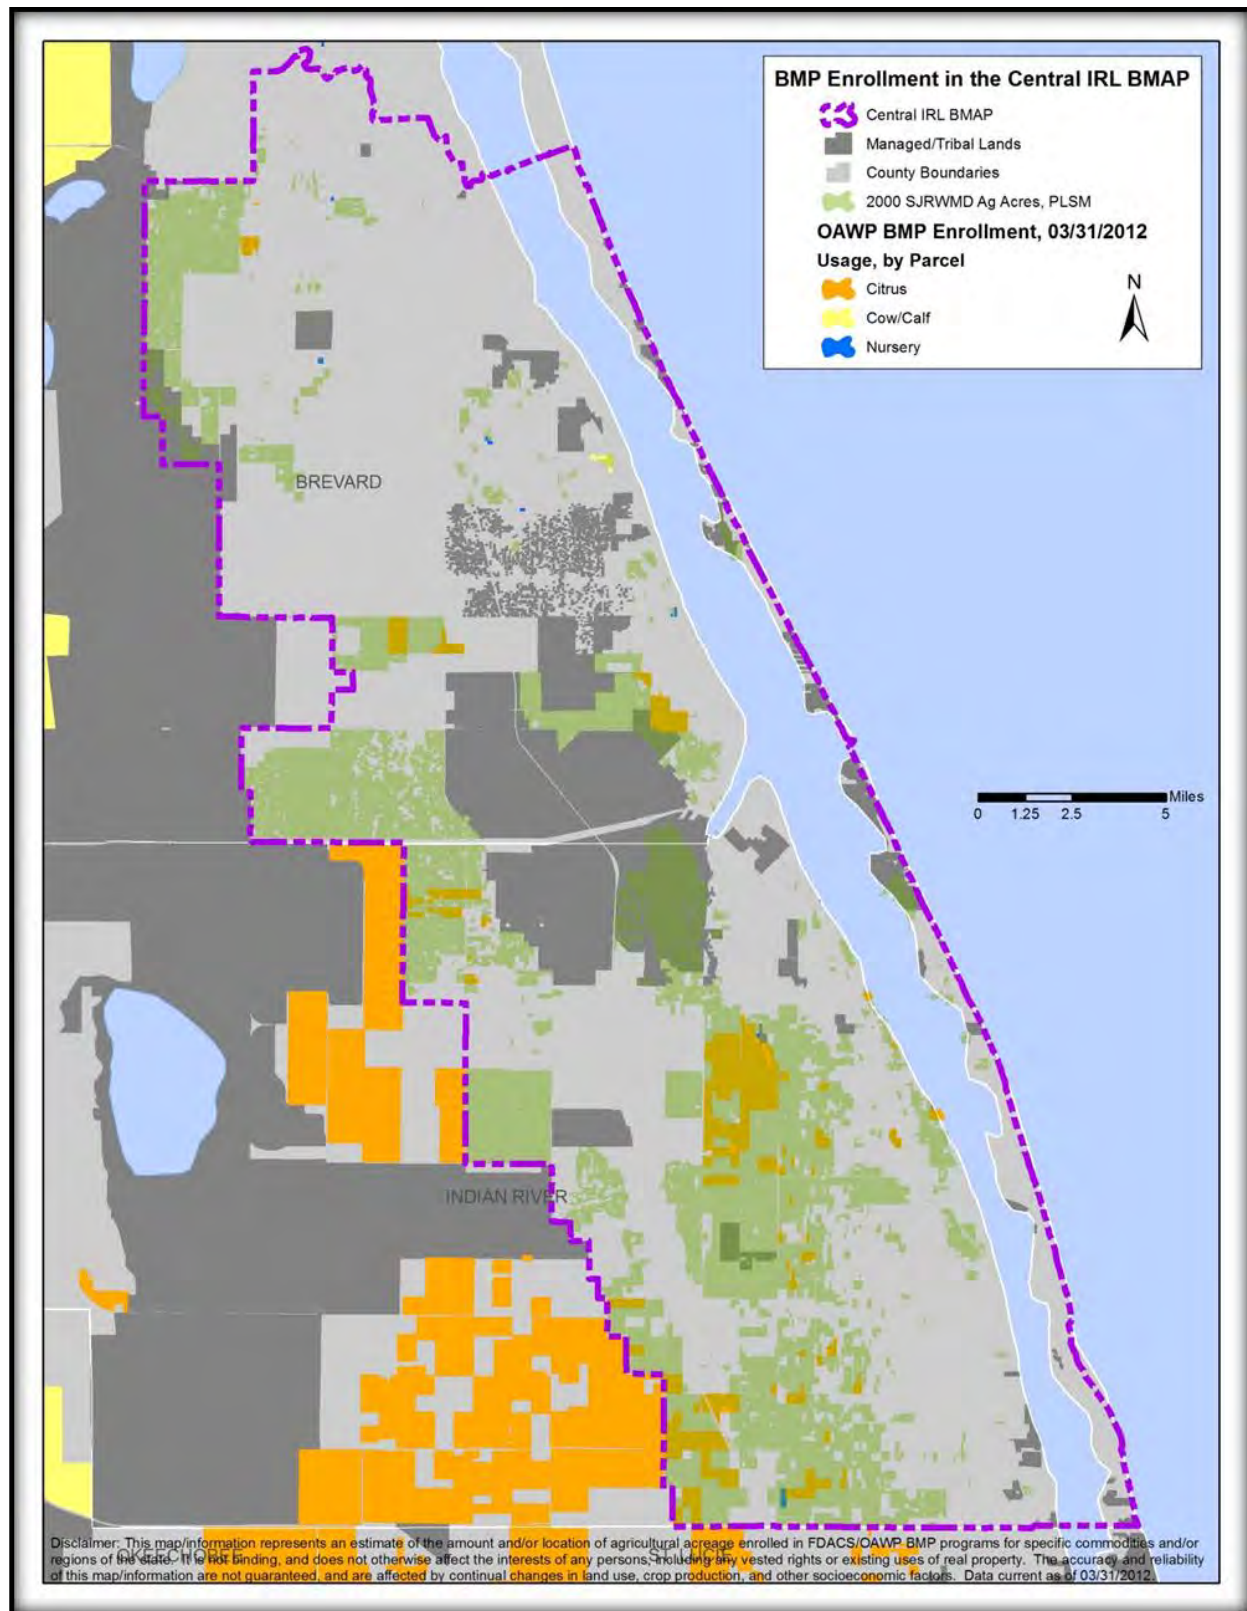 BMP Enrollment in the Central IRL BMAP
Central IRL BMAP
Managed/Tribal Lands
County Boundaries
2000 SJRWMD Ag Acres, PLSM
OAWP BMP Enrollment, 03/31/2012
Usage, by Parcel
Citrus
Cow/Calf
Nursery
N
BREVARD
Miles
0 1.25 2.5 5
INDIAN RIVER
Disclaimer: This map/information represents an estimate of the amount and/or location of agricultural acreage enrolled in FDACS/OAWP BMP programs for specific commodities and/or
regions of the state. It is not binding, and does not otherwise affect the interests of any persons, including any vested rights or existing uses of real property. The accuracy and reliability
of this map/information are not guaranteed, and are affected by continual changes in land use, crop production, and other socioeconomic factors. Data current as of 03/31/2012.
OKEECHOBEE